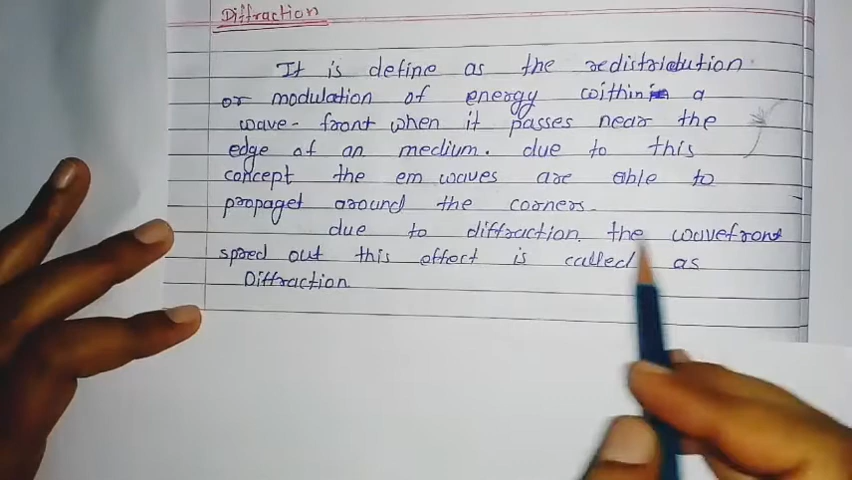 Diffraction
It is define as the redistribution
or modulation of energy within a
wave-front when it passes near the
edge of an medium. due to this
concept the em waves are able to
propaget around the corners.
due to diffraction. the wavefront
spred out this effect is called as
Diffraction